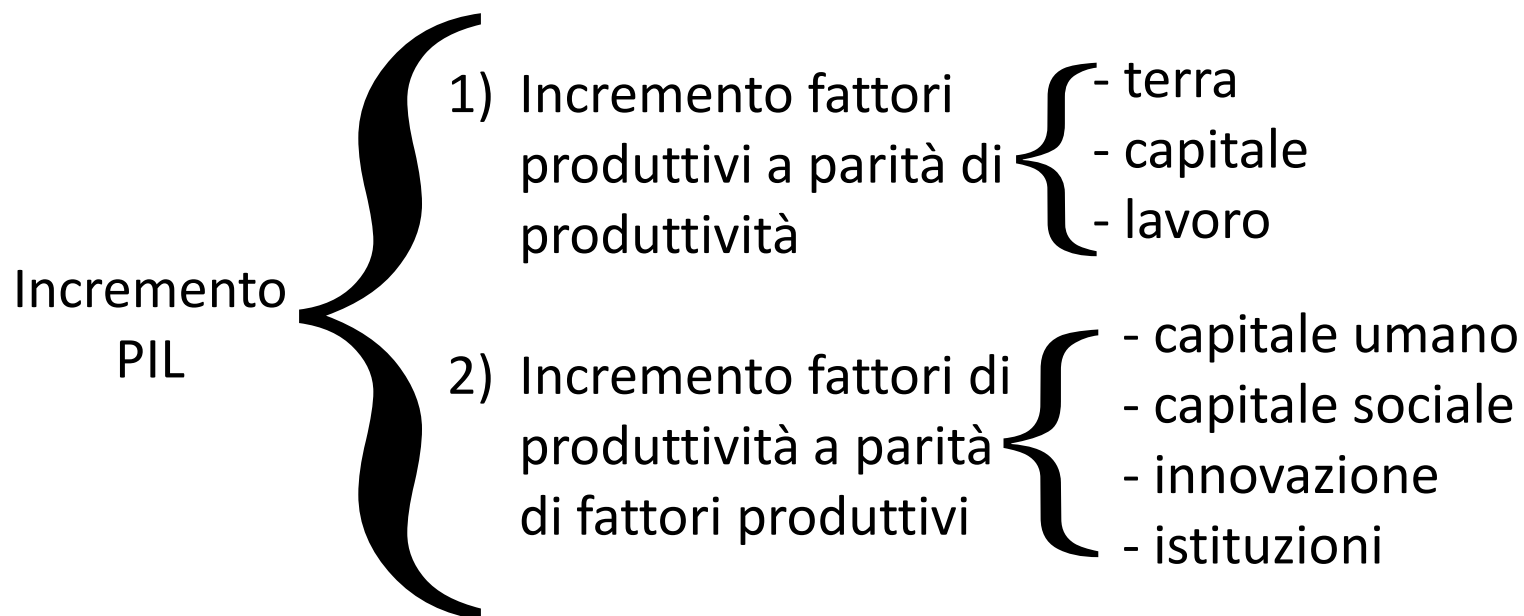 Incremento
PIL
1) Incremento fattori
produttivi a parità di
produttività
- terra
- capitale
- lavoro
2) Incremento fattori di
produttività a parità
di fattori produttivi
- capitale umano
- capitale sociale
- innovazione
- istituzioni